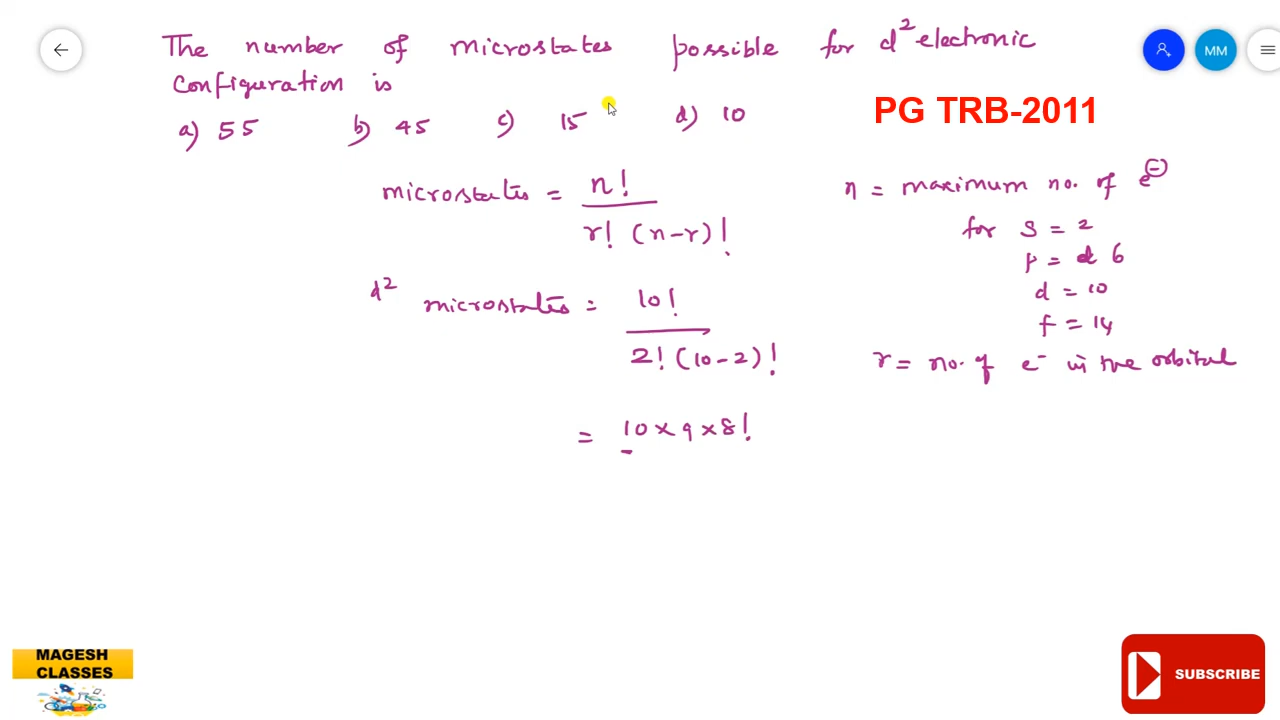 The number of microstates possible for d² electronic
configuration is
MM
a) 55 b) 45 c) 15 d) 10
PG TRB-2011
microstates = n! / r! (n-r)!
n = maximum no. of e⊖
for s = 2
p = 6
d = 10
f = 14
r = no. of e⁻ in the orbital
d² microstates = 10! / 2! (10-2)!
= 10 x 9 x 8!
MAGESH
CLASSES
SUBSCRIBE